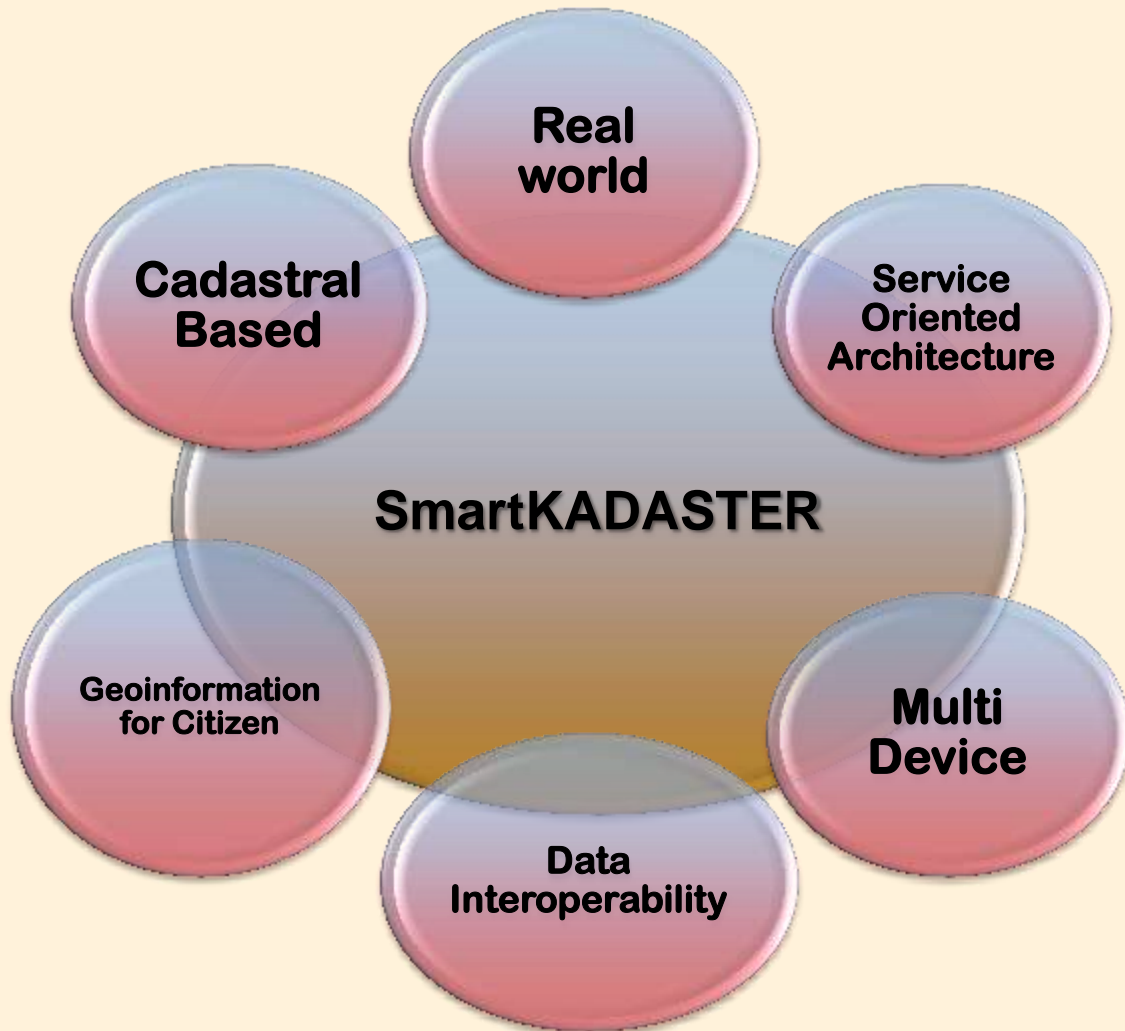 Real
world
Cadastral
Based
Service
Oriented
Architecture
SmartKADASTER
Geoinformation
for Citizen
Multi
Device
Data
Interoperability